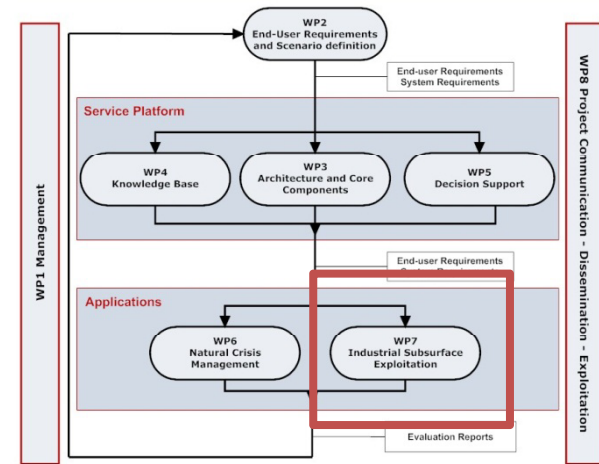 WP2
End-User Requirements
and Scenario definition
End-user Requirements
System Requirements
Service Platform
WP4
Knowledge Base
WP3
Architecture and Core
Components
WP5
Decision Support
End-user Requirements
Applications
WP6
Natural Crisis
Management
WP7
Industrial Subsurface
Exploitation
Evaluation Reports
WP1 Management
WP8 Project Communication - Dissemination - Exploitation